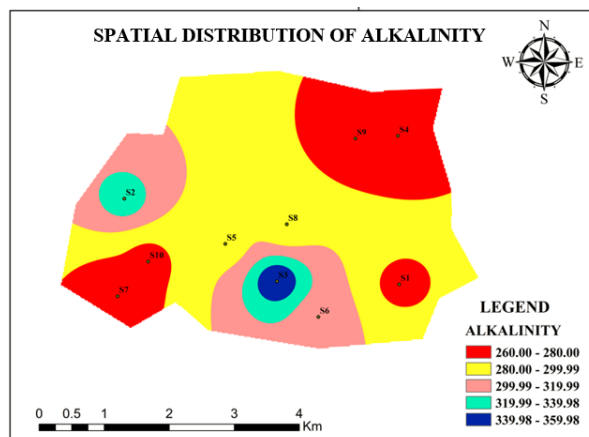 SPATIAL DISTRIBUTION OF ALKALINITY
N
W E
S
S9 S4
S2
S8
S5
S10
S3
S1
S7
S6
LEGEND
ALKALINITY
260.00 - 280.00
280.00 - 299.99
299.99 - 319.99
319.99 - 339.98
339.98 - 359.98
0 0.5 1 2 3 4
Km